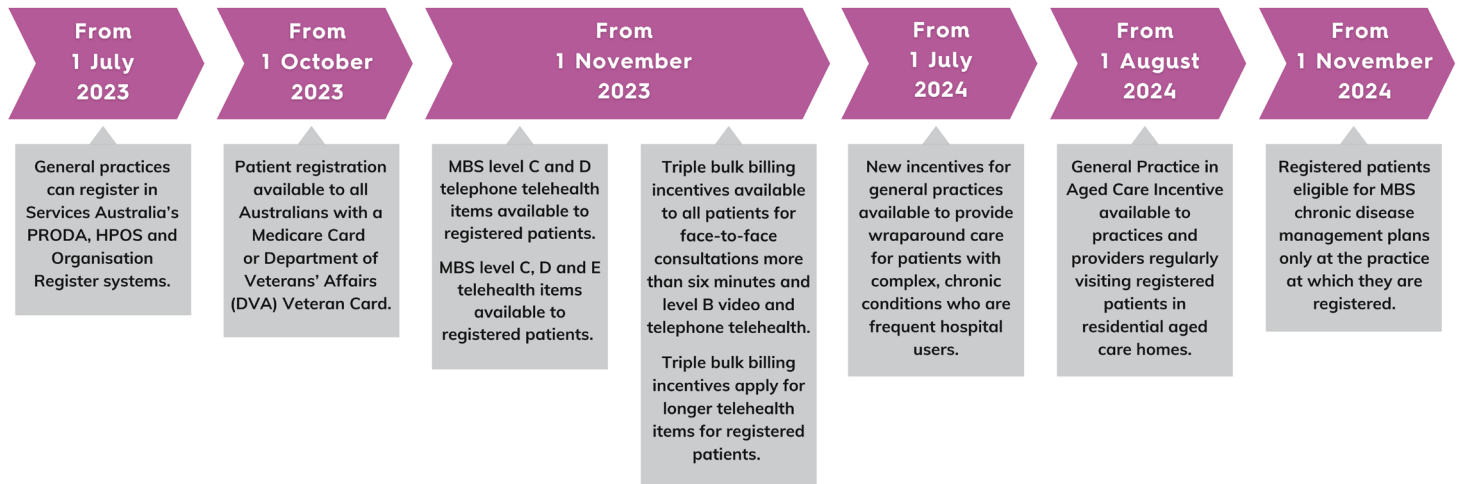 From
1 July
2023
General practices
can register in
Services Australia's
PRODA, HPOS and
Organisation
Register systems.
From
1 October
2023
Patient registration
available to all
Australians with a
Medicare Card
or Department of
Veterans' Affairs
(DVA) Veteran Card.
From
1 November
2023
MBS level C and D
telephone telehealth
items available to
registered patients.
MBS level C, D and E
telehealth items
available to
registered patients.
Triple bulk billing
incentives available
to all patients for
face-to-face
consultations more
than six minutes and
level B video and
telephone telehealth.
Triple bulk billing
incentives apply for
longer telehealth
items for registered
patients.
From
1 July
2024
New incentives for
general practices
available to provide
wraparound care
for patients with
complex, chronic
conditions who are
frequent hospital
users.
From
1 August
2024
General Practice in
Aged Care Incentive
available to
practices and
providers regularly
visiting registered
patients in
residential aged
care homes.
From
1 November
2024
Registered patients
eligible for MBS
chronic disease
management plans
only at the practice
at which they are
registered.